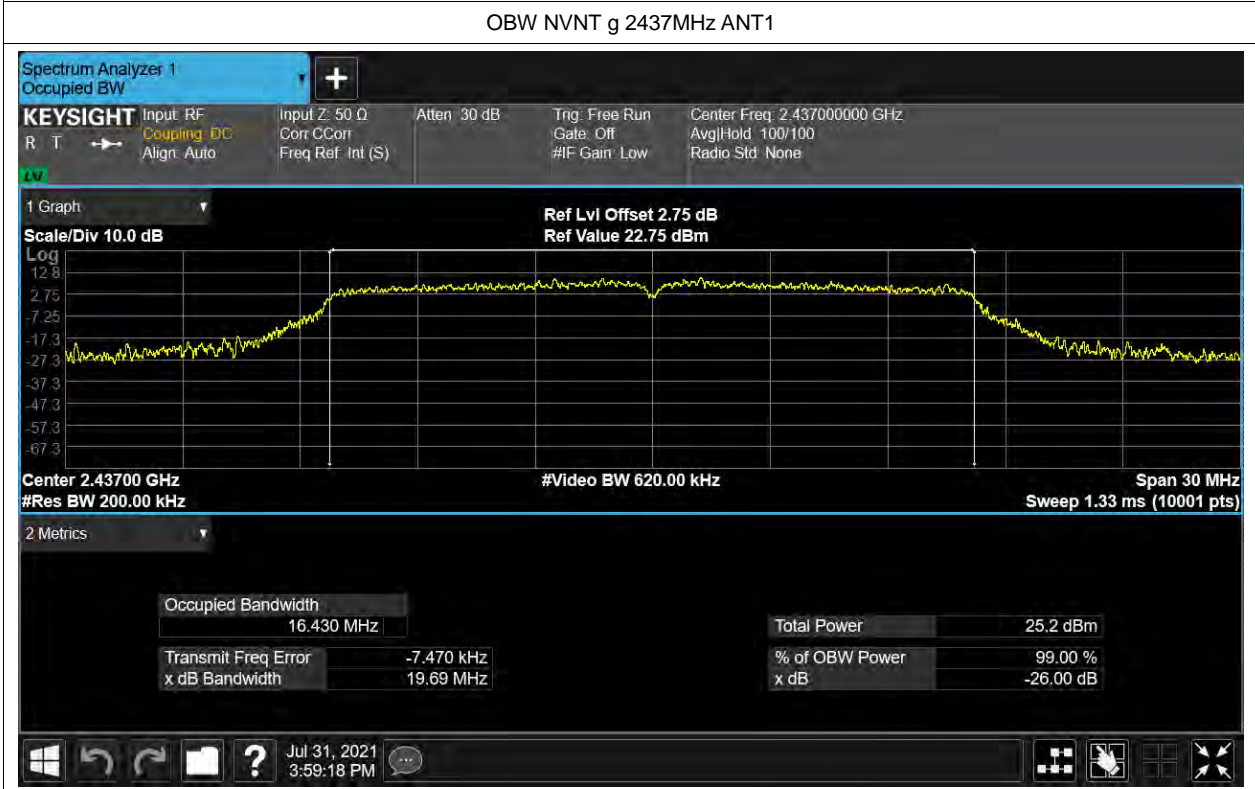 OBW NVNT g 2437MHz ANT1
Spectrum Analyzer 1
Occupied BW
+
KEYSIGHT
R T
LXI
Input: RF
Coupling: DC
Align: Auto
Input Z: 50 Ω
Corr CCorr
Freq Ref: Int (S)
Atten: 30 dB
Trig: Free Run
Gate: Off
#IF Gain: Low
Center Freq: 2.437000000 GHz
Avg|Hold: 100/100
Radio Std: None
1 Graph
Scale/Div 10.0 dB
Ref Lvl Offset 2.75 dB
Ref Value 22.75 dBm
Log
12.8
2.75
-7.25
-17.3
-27.3
-37.3
-47.3
-57.3
-67.3
Center 2.43700 GHz
#Video BW 620.00 kHz
Span 30 MHz
#Res BW 200.00 kHz
Sweep 1.33 ms (10001 pts)
2 Metrics
Occupied Bandwidth
16.430 MHz
Total Power 25.2 dBm
Transmit Freq Error -7.470 kHz
% of OBW Power 99.00 %
x dB Bandwidth 19.69 MHz
x dB -26.00 dB
?
Jul 31, 2021
3:59:18 PM